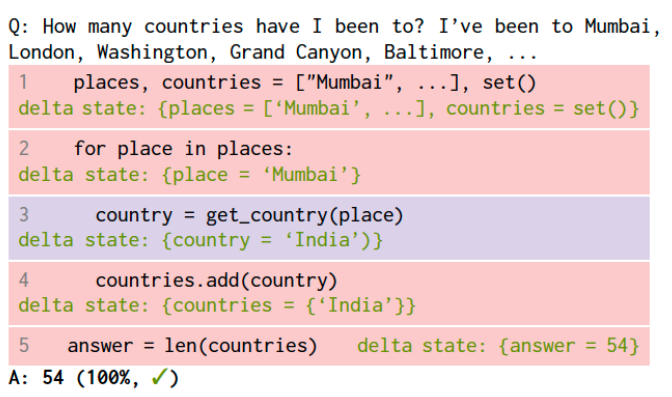 Q: How many countries have I been to? I’ve been to Mumbai,
London, Washington, Grand Canyon, Baltimore, ...
1 places, countries = ["Mumbai", ...], set()
delta state: {places = [‘Mumbai’, ...], countries = set()}
2 for place in places:
delta state: {place = ‘Mumbai’}
3 country = get_country(place)
delta state: {country = ‘India’)}
4 countries.add(country)
delta state: {countries = {‘India’}}
5 answer = len(countries) delta state: {answer = 54}
A: 54 (100%, ✓)